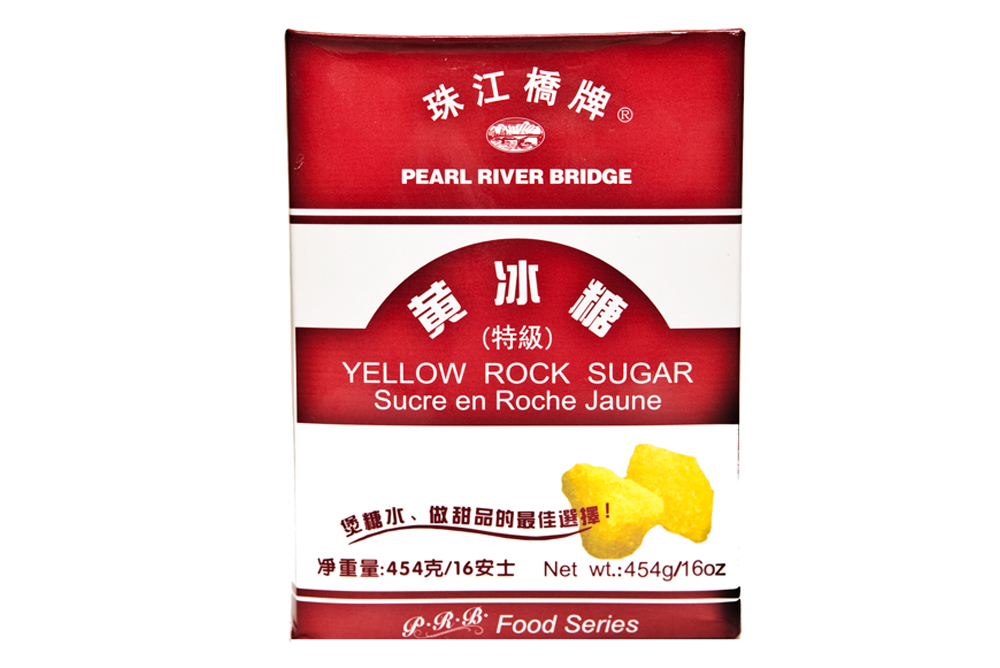 珠江橋牌®
PEARL RIVER BRIDGE
黃冰糖
(特級)
YELLOW ROCK SUGAR
Sucre en Roche Jaune
煲糖水、做甜品的最佳選擇!
凈重量:454克/16安士 Net wt.:454g/16oz
P·R·B· Food Series